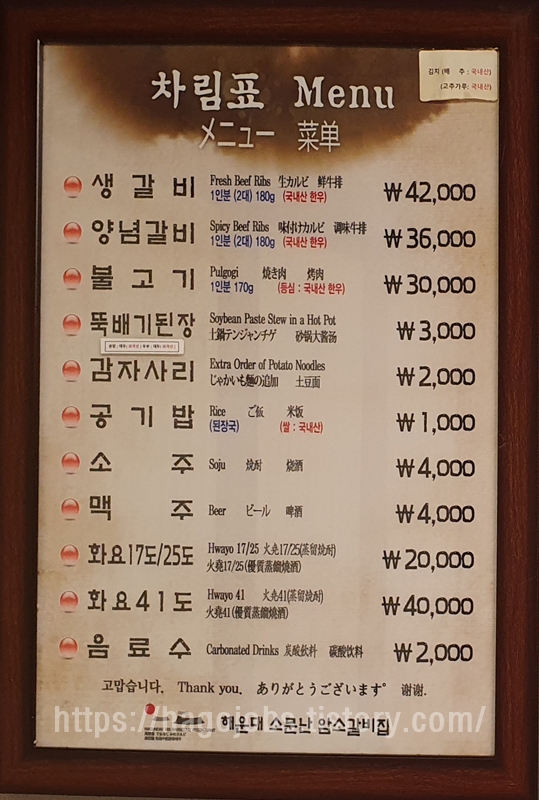 김치 (배 추 : 국내산)
(고추가루: 국내산)
차림표 Menu
メニュー 菜单
생갈비 Fresh Beef Ribs 生カルビ 鲜牛排 ₩42,000
1인분 (2대) 180g (국내산 한우)
양념갈비 Spicy Beef Ribs 味付けカルビ 调味牛排 ₩36,000
1인분 (2대) 180g (국내산 한우)
불고기 Pulgogi 焼き肉 烤肉 ₩30,000
1인분 170g (등심 : 국내산 한우)
뚝배기된장 Soybean Paste Stew in a Hot Pot ₩3,000
土鍋テンジャンチゲ 砂锅大酱汤
감자사리 Extra Order of Potato Noodles ₩2,000
じゃかいも麺の追加 土豆面
공기밥 Rice ご飯 米饭 ₩1,000
(된장국) (쌀 : 국내산)
소주 Soju 焼酎 烧酒 ₩4,000
맥주 Beer ビール 啤酒 ₩4,000
화요17도/25도 Hwayo 17/25 火尭17/25(蒸留焼酎) ₩20,000
火堯17/25(優質蒸餾燒酒)
화요41도 Hwayo 41 火尭41(蒸留焼酎) ₩40,000
火堯41(優質蒸餾燒酒)
음료수 Carbonated Drinks 炭酸飲料 碳酸飲料 ₩2,000
고맙습니다. Thank you. ありがとうございます° 谢谢.
해운대 소문난 암소갈비집
https://hagojobs.tistory.com/